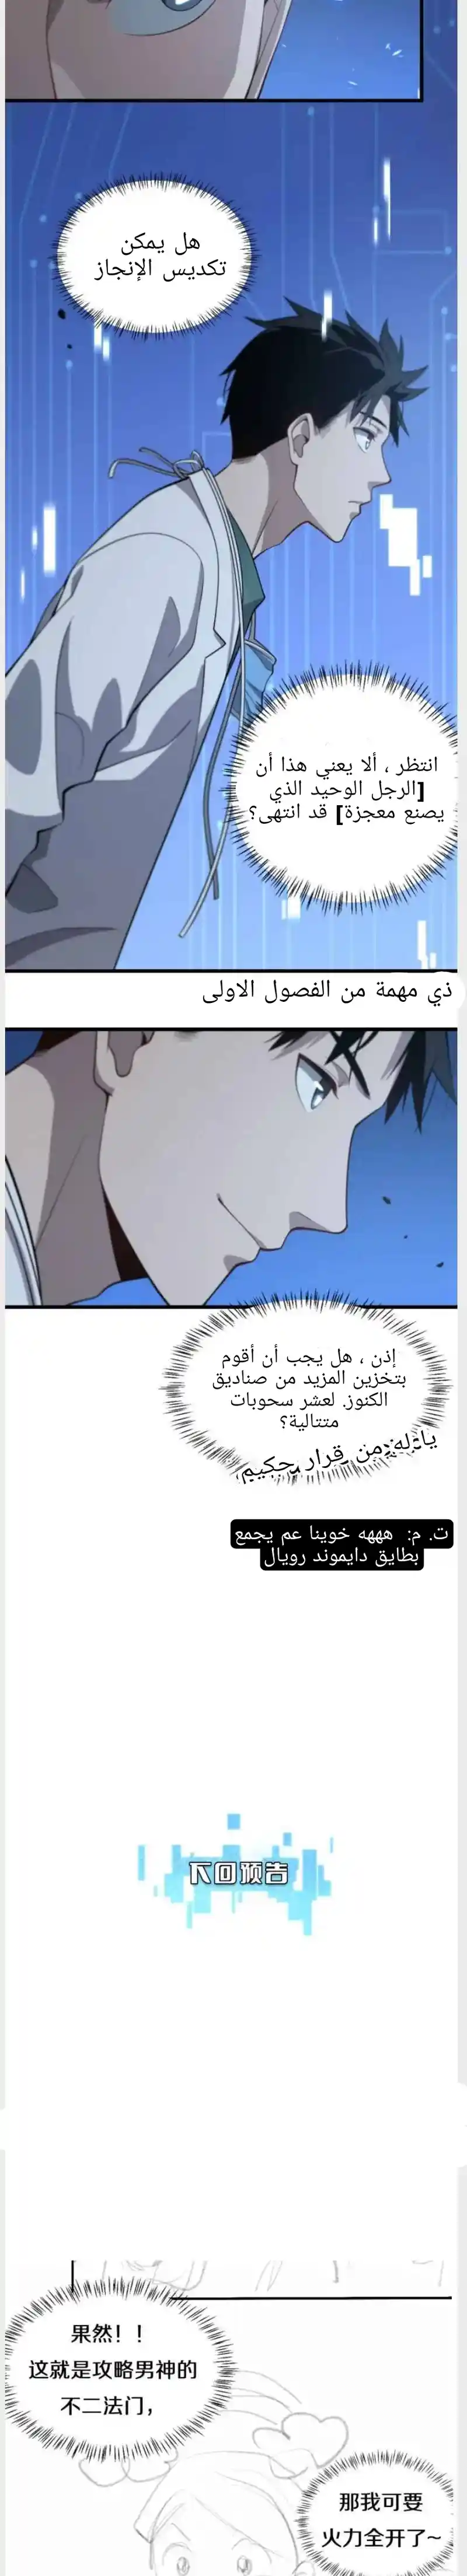 هل يمكن
تكديس الإنجاز
انتظر ، ألا يعني هذا أن
[الرجل الوحيد الذي
يصنع معجزة] قد انتهى؟
ذي مهمة من الفصول الاولى
إذن ، هل يجب أن أقوم
بتخزين المزيد من صناديق
الكنوز. لعشر سحوبات
متتالية؟
ياله من قرار حكيم
ت. م: هههه خوينا عم يجمع
بطايق دايموند رويال
下回预告
果然！！
这就是攻略男神的
不二法门，
那我可要
火力全开了~